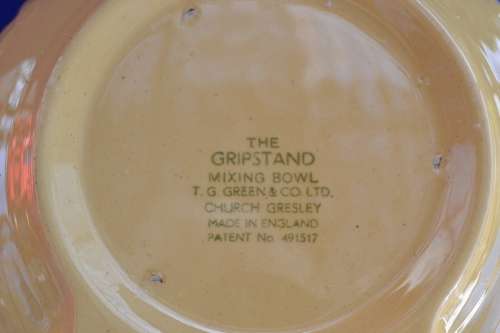 THE
GRIPSTAND
MIXING BOWL
T. G. GREEN & CO. LTD.
CHURCH GRESLEY
MADE IN ENGLAND
PATENT No. 491517